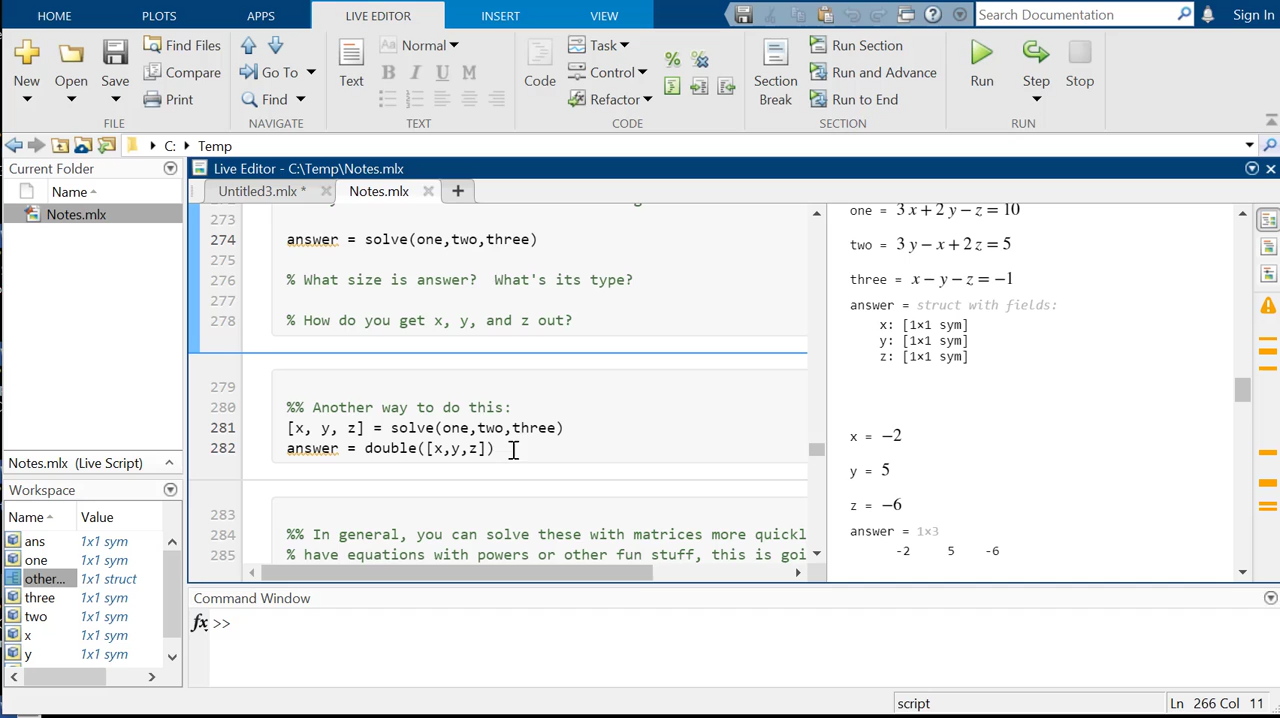 HOME PLOTS APPS LIVE EDITOR INSERT VIEW Search Documentation Sign In
New Open Save Find Files Compare Print
FILE
Go To Find
NAVIGATE
Text Normal Aa B I U M
TEXT
Code Task Control Refactor
CODE
Section Break Run Section Run and Advance Run to End
SECTION
Run Step Stop
RUN
C: Temp
Current Folder
Name
Notes.mlx
Notes.mlx (Live Script)
Workspace
Name Value
ans 1x1 sym
one 1x1 sym
other... 1x1 struct
three 1x1 sym
two 1x1 sym
x 1x1 sym
y 1x1 sym
Live Editor - C:\Temp\Notes.mlx
Untitled3.mlx * Notes.mlx
273
274 answer = solve(one,two,three)
275
276 % What size is answer?  What's its type?
277
278 % How do you get x, y, and z out?
279
280 %% Another way to do this:
281 [x, y, z] = solve(one,two,three)
282 answer = double([x,y,z])
283
284 %% In general, you can solve these with matrices more quickl
285 % have equations with powers or other fun stuff, this is goi
one = 3 x + 2 y − z = 10
two = 3 y − x + 2 z = 5
three = x − y − z = −1
answer = struct with fields:
x: [1×1 sym]
y: [1×1 sym]
z: [1×1 sym]
x = −2
y = 5
z = −6
answer = 1×3
-2 5 -6
Command Window
fx >>
script Ln 266 Col 11